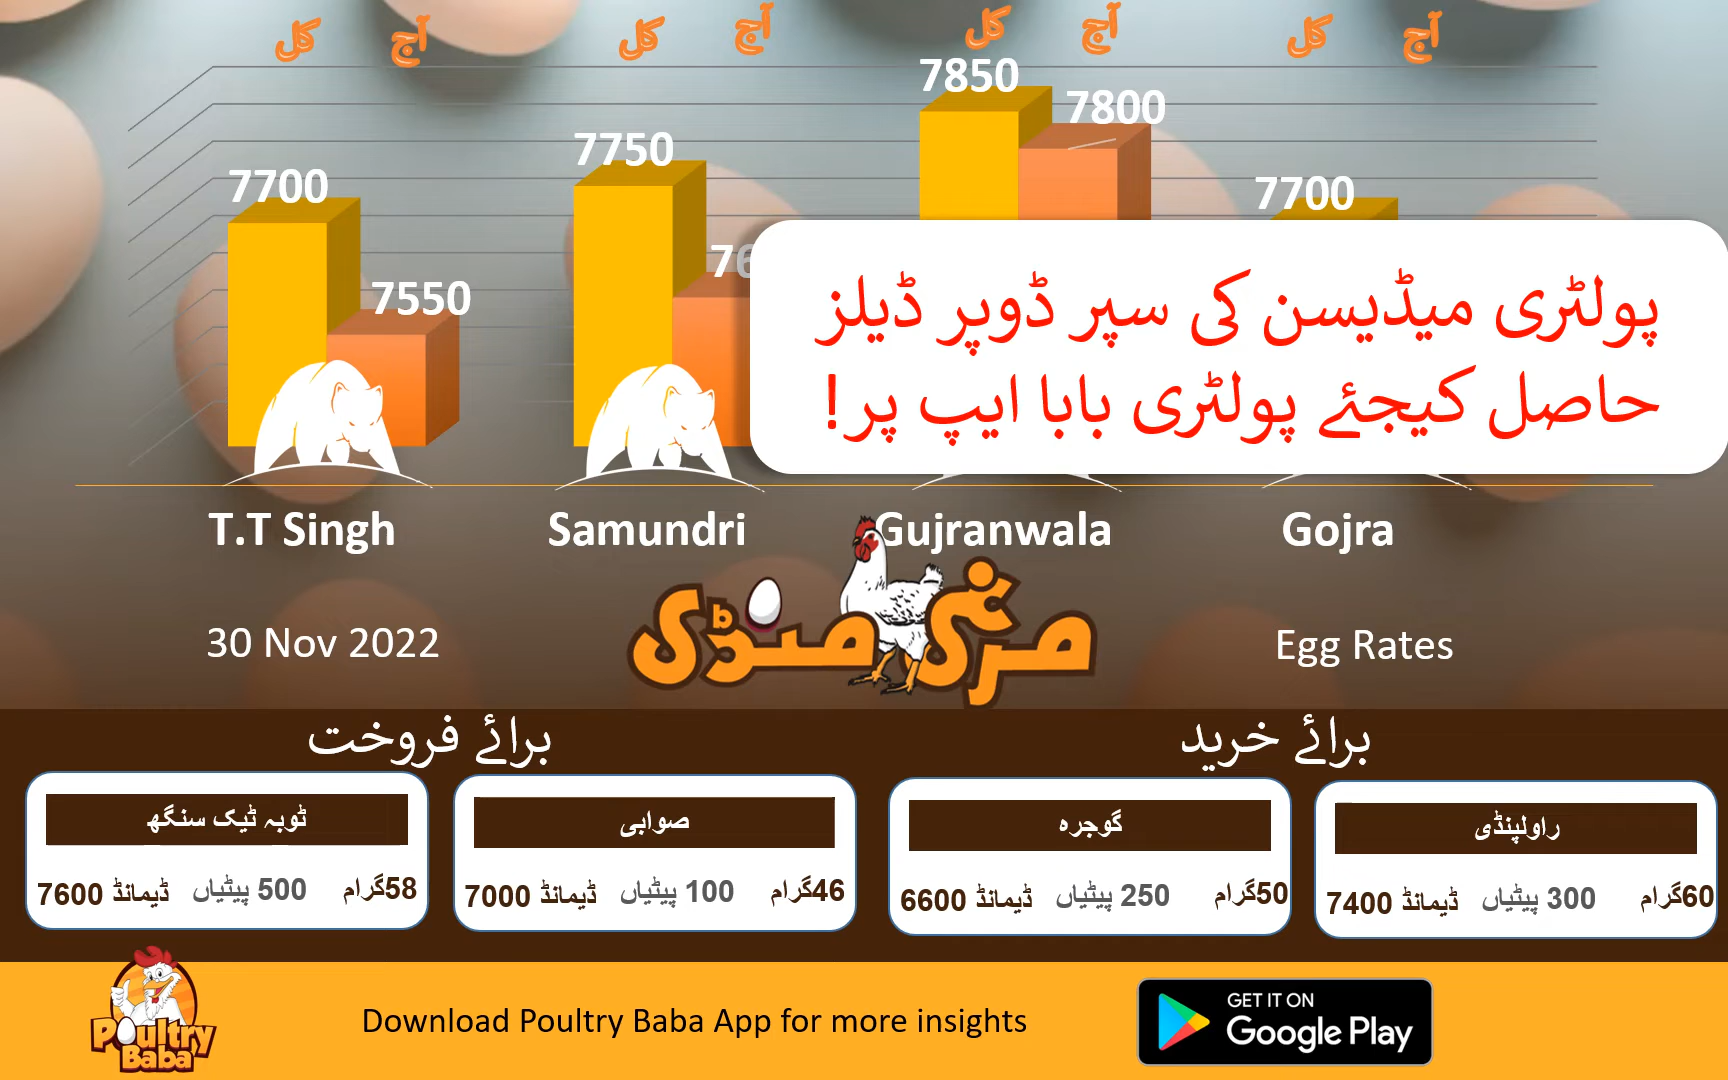 کل آج کل آج کل آج کل آج
7850
7800
7750
7700 7700
7550
پولٹری میڈیسن کی سپر ڈوپر ڈیلز
حاصل کیجئے پولٹری بابا ایپ پر!
T.T Singh Samundri Gujranwala Gojra
30 Nov 2022
مرغی منڈی
Egg Rates
برائے فروخت
برائے خرید
ٹوبہ ٹیک سنگھ
58گرام 500 پیٹیاں ڈیمانڈ 7600
صوابی
46گرام 100 پیٹیاں ڈیمانڈ 7000
گوجرہ
50گرام 250 پیٹیاں ڈیمانڈ 6600
راولپنڈی
60گرام 300 پیٹیاں ڈیمانڈ 7400
Poultry
Baba
Download Poultry Baba App for more insights
GET IT ON
Google Play